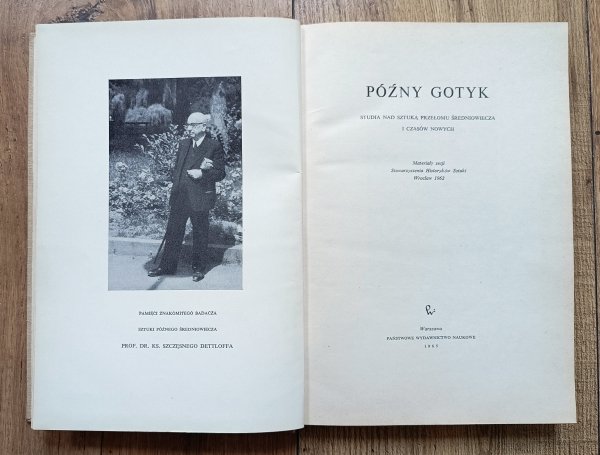 PAMIĘCI ZNAKOMITEGO BADACZA
SZTUKI PÓŹNEGO ŚREDNIOWIECZA
PROF. DR. KS. SZCZĘSNEGO DETTLOFFA
PÓŹNY GOTYK
STUDIA NAD SZTUKĄ PRZEŁOMU ŚREDNIOWIECZA
I CZASÓW NOWYCH
Materiały sesji
Stowarzyszenia Historyków Sztuki
Wrocław 1962
Warszawa
PAŃSTWOWE WYDAWNICTWO NAUKOWE
1965